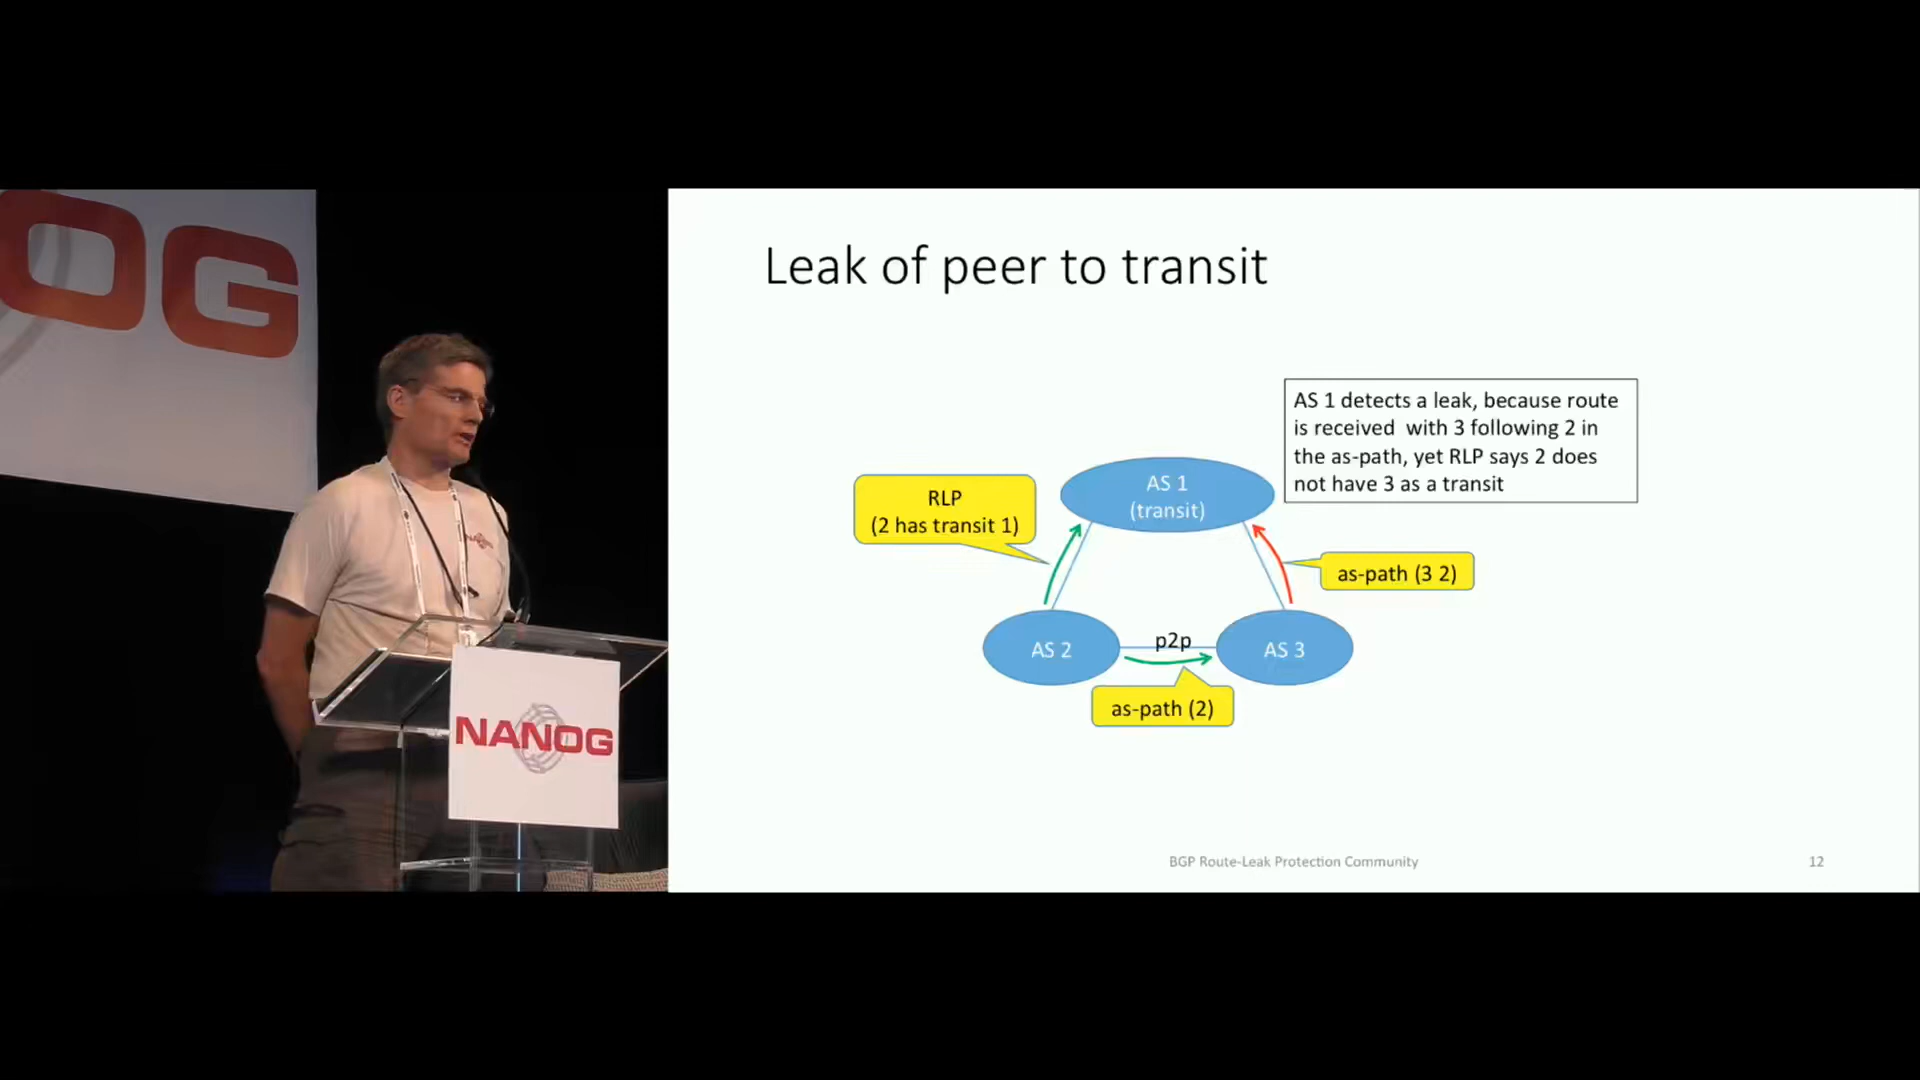 OG
NANOG
NANOG
Leak of peer to transit
AS 1 detects a leak, because route
is received with 3 following 2 in
the as-path, yet RLP says 2 does
not have 3 as a transit
RLP
(2 has transit 1)
AS 1
(transit)
as-path (3 2)
AS 2
p2p
AS 3
as-path (2)
BGP Route-Leak Protection Community
12